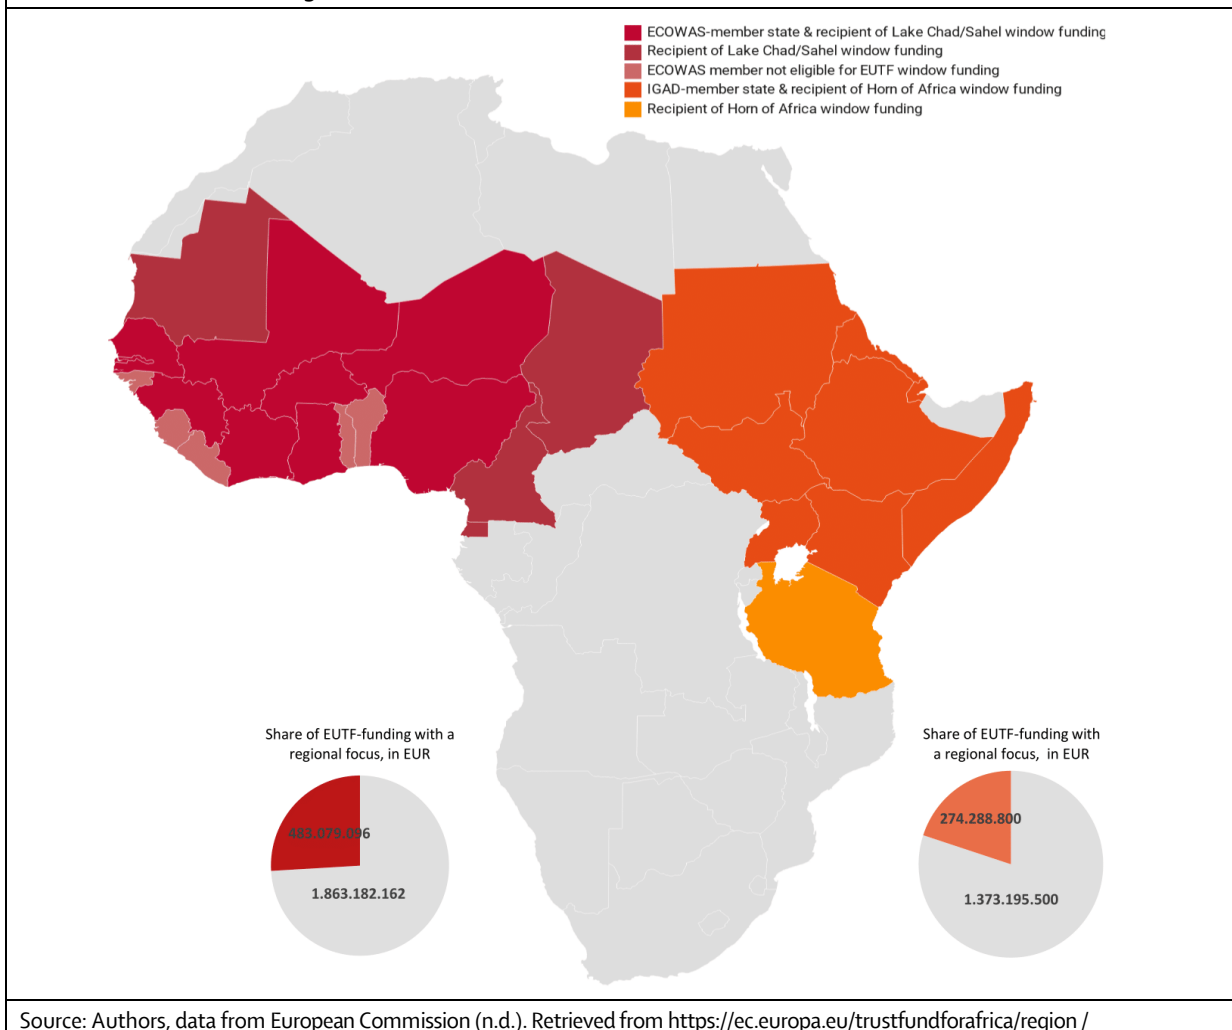 ECOWAS-member state & recipient of Lake Chad/Sahel window funding
Recipient of Lake Chad/Sahel window funding
ECOWAS member not eligible for EUTF window funding
IGAD-member state & recipient of Horn of Africa window funding
Recipient of Horn of Africa window funding
Share of EUTF-funding with a
regional focus, in EUR
483.079.096
1.863.182.162
Share of EUTF-funding with
a regional focus, in EUR
274.288.800
1.373.195.500
Source: Authors, data from European Commission (n.d.). Retrieved from https://ec.europa.eu/trustfundforafrica/region /